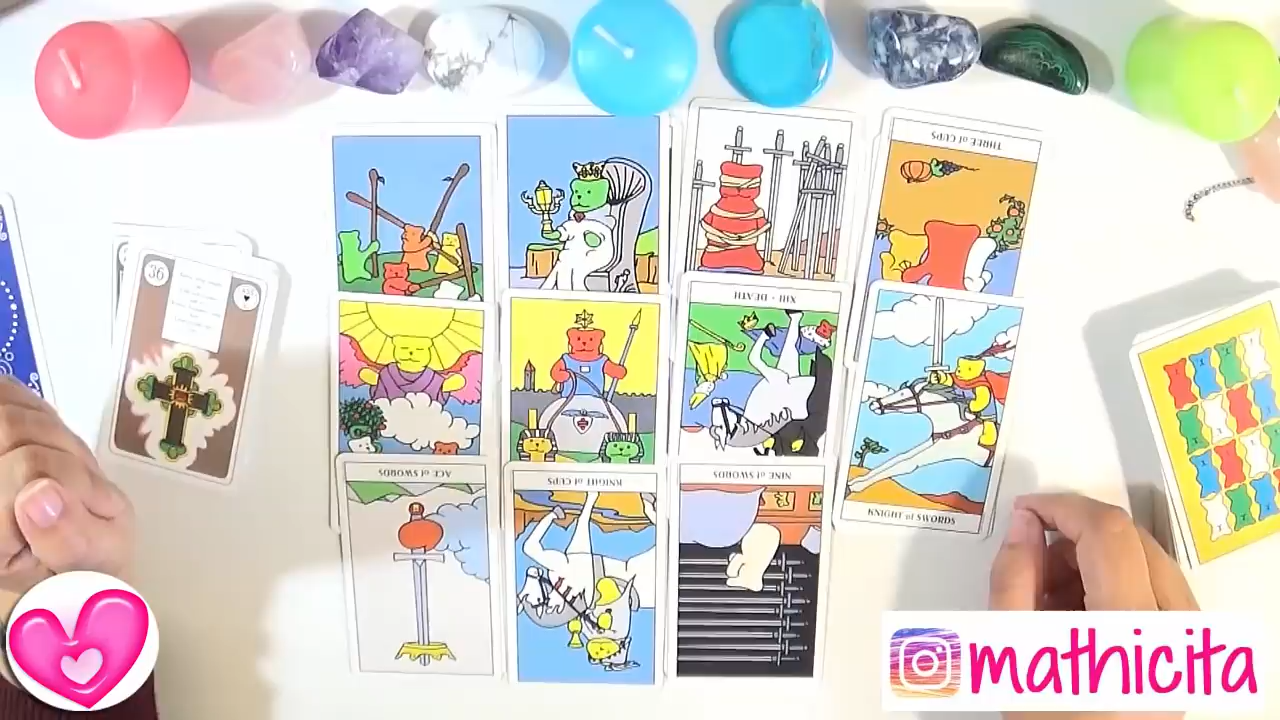 THREE of CUPS
36
XIII • DEATH
ACE of SWORDS
KNIGHT of CUPS
NINE of SWORDS
KNIGHT of SWORDS
mathicita